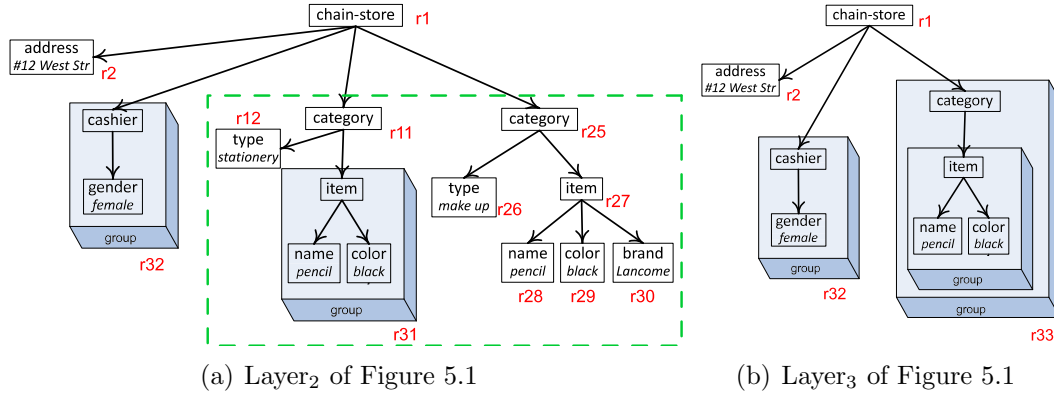 chain-store
r1
address
#12 West Str
r2
cashier
gender
female
group
r32
r12
type
stationery
category
r11
item
name
pencil
color
black
group
r31
category
r25
type
make up
r26
item
r27
name
pencil
r28
color
black
r29
brand
Lancome
r30
(a) Layer2 of Figure 5.1
chain-store
r1
address
#12 West Str
r2
cashier
gender
female
group
r32
category
item
name
pencil
color
black
group
group
r33
(b) Layer3 of Figure 5.1